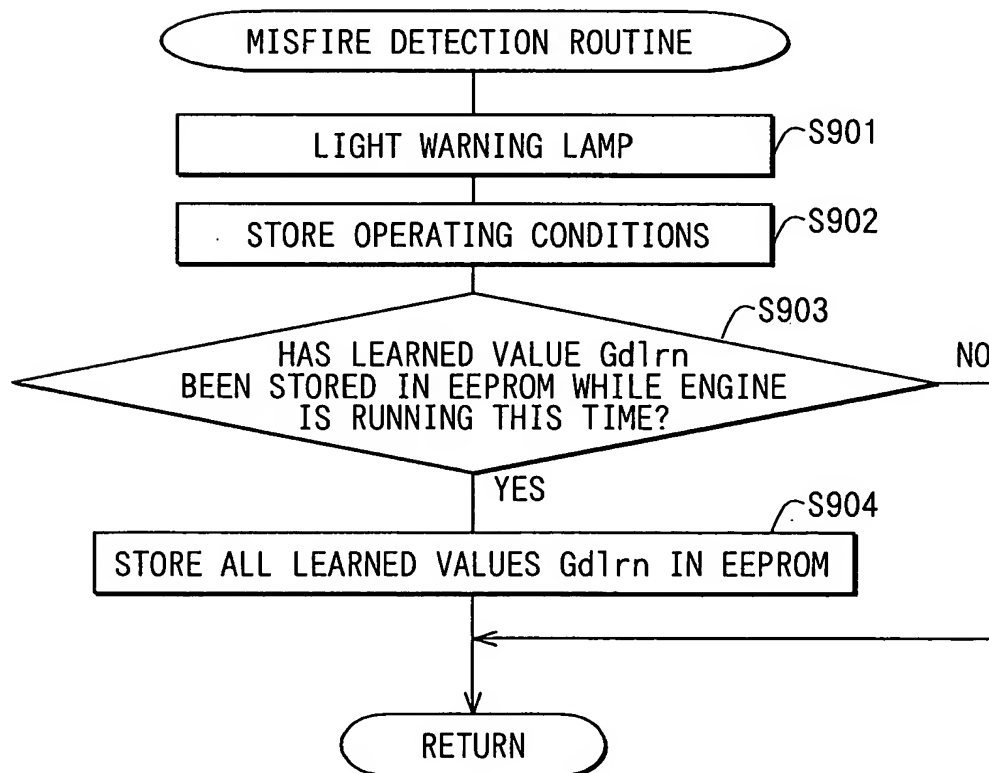 MISFIRE DETECTION ROUTINE
LIGHT WARNING LAMP
S901
STORE OPERATING CONDITIONS
S902
S903
HAS LEARNED VALUE Gdlrn
BEEN STORED IN EEPROM WHILE ENGINE
IS RUNNING THIS TIME?
NO
YES
S904
STORE ALL LEARNED VALUES Gdlrn IN EEPROM
RETURN